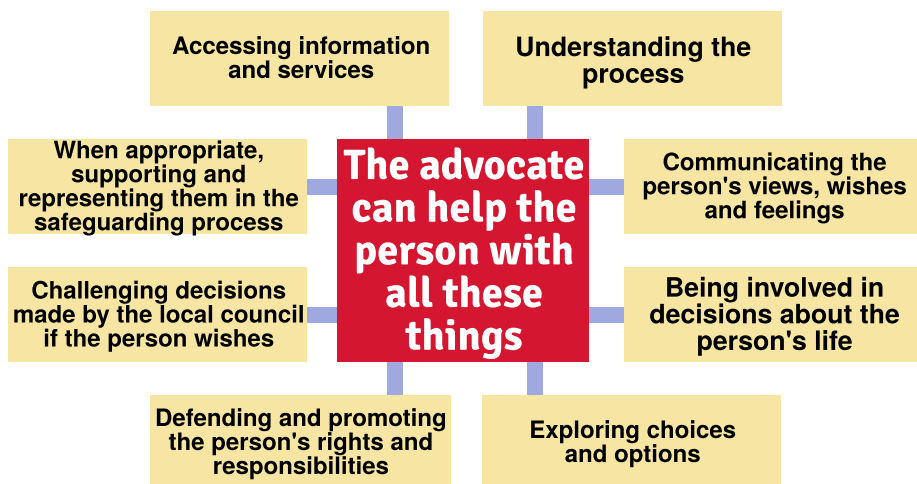 Accessing information
and services
Understanding the
process
When appropriate,
supporting and
representing them in the
safeguarding process
The advocate
can help the
person with
all these
things
Communicating the
person's views, wishes
and feelings
Challenging decisions
made by the local council
if the person wishes
Being involved in
decisions about the
person's life
Defending and promoting
the person's rights and
responsibilities
Exploring choices
and options